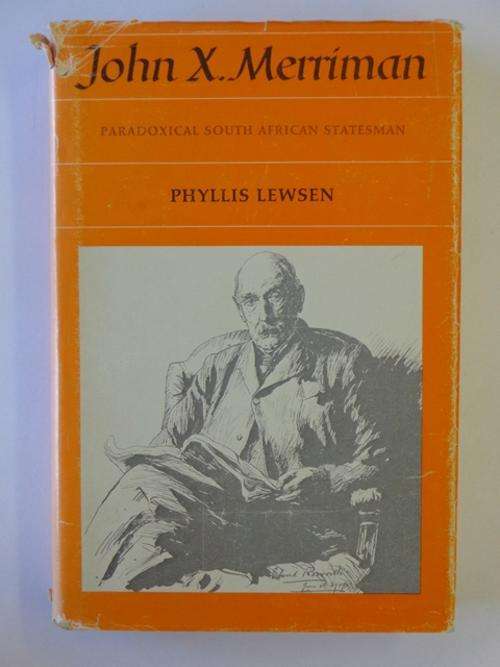 John X. Merriman
PARADOXICAL SOUTH AFRICAN STATESMAN
PHYLLIS LEWSEN